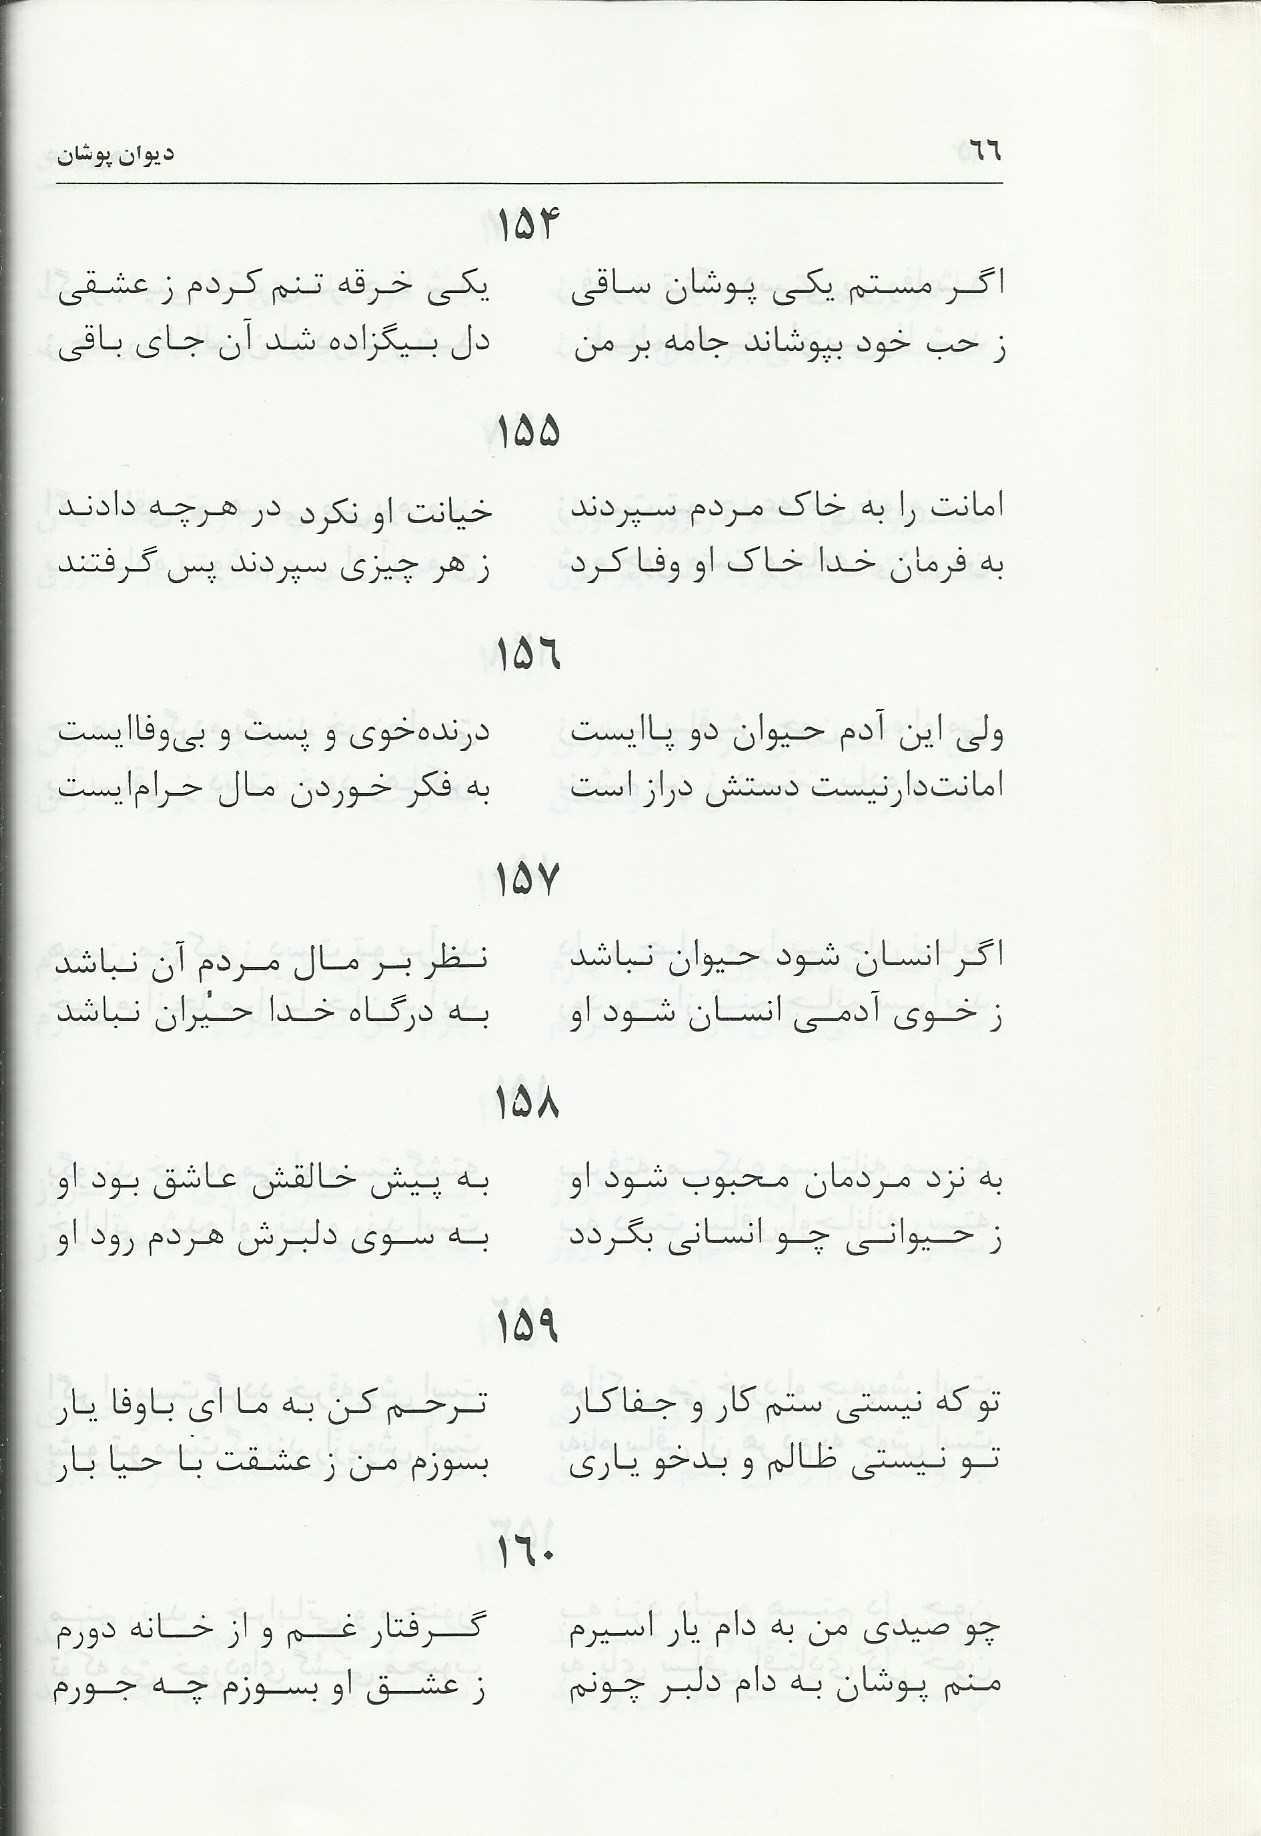 ٦٦ دیوان پوشان
۱۵۴
اگر مستم یکی پوشان ساقی یکی خرقه تنم کردم ز عشقی
ز حب خود بپوشاند جامه بر من دل بیگزاده شد آن جای باقی
۱۵۵
امانت را به خاک مردم سپردند خیانت او نکرد در هرچه دادند
به فرمان خدا خاک او وفا کرد ز هر چیزی سپردند پس گرفتند
۱۵٦
ولی این آدم حیوان دو پاایست درنده‌خوی و پست و بی‌وفاایست
امانت‌دارنیست دستش دراز است به فکر خوردن مال حرام‌ایست
۱۵۷
اگر انسان شود حیوان نباشد نظر بر مال مردم آن نباشد
ز خوی آدمی انسان شود او به درگاه خدا حیْران نباشد
۱۵۸
به نزد مردمان محبوب شود او به پیش خالقش عاشق بود او
ز حیوانی چو انسانی بگردد به سوی دلبرش هردم رود او
۱۵۹
تو که نیستی ستم کار و جفاکار ترحم کن به ما ای باوفا یار
تو نیستی ظالم و بدخو یاری بسوزم من ز عشقت با حیا بار
۱٦۰
چو صیدی من به دام یار اسیرم گرفتار غم و از خانه دورم
منم پوشان به دام دلبر چونم ز عشق او بسوزم چه جورم